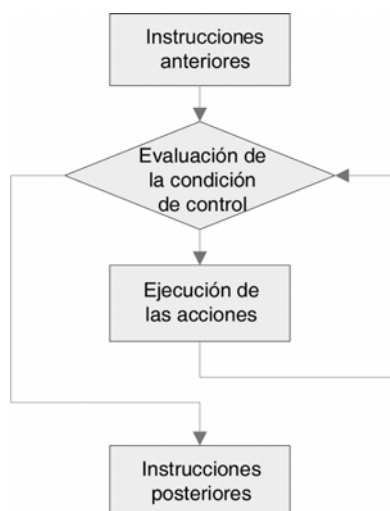 Instrucciones
anteriores
Evaluación de
la condición
de control
Ejecución de
las acciones
Instrucciones
posteriores